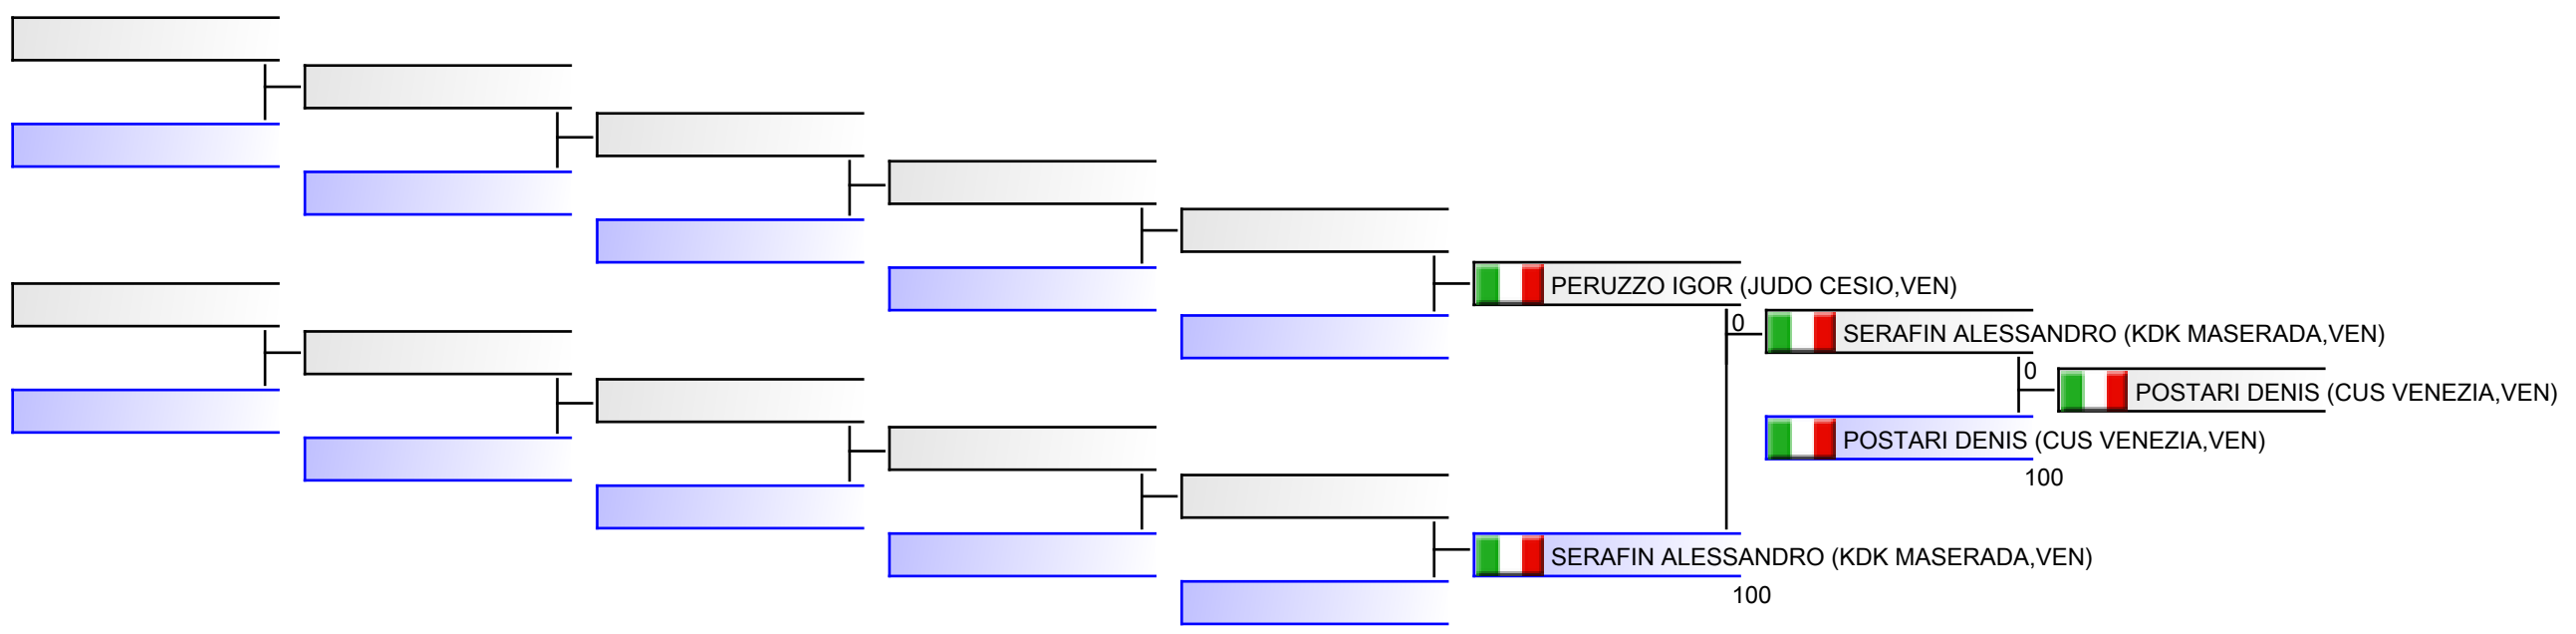 PERUZZO IGOR (JUDO CESIO,VEN)
0
SERAFIN ALESSANDRO (KDK MASERADA,VEN)
0
POSTARI DENIS (CUS VENEZIA,VEN)
POSTARI DENIS (CUS VENEZIA,VEN)
100
SERAFIN ALESSANDRO (KDK MASERADA,VEN)
100